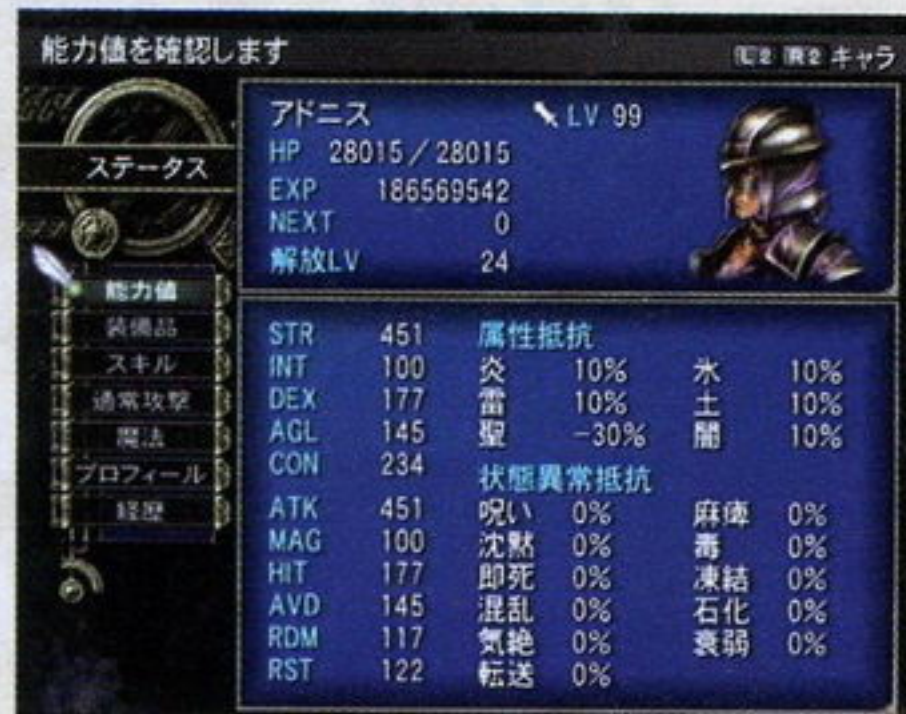 能力値を確認します
L2 R2 キャラ
ステータス
能力値
装備品
スキル
通常攻撃
魔法
プロフィール
経歴
アドニス LV 99
HP 28015／28015
EXP 186569542
NEXT 0
解放LV 24
STR 451 属性抵抗
INT 100 炎 10% 氷 10%
DEX 177 雷 10% 土 10%
AGL 145 聖 -30% 闇 10%
CON 234 状態異常抵抗
ATK 451 呪い 0% 麻痺 0%
MAG 100 沈黙 0% 毒 0%
HIT 177 即死 0% 凍結 0%
AVD 145 混乱 0% 石化 0%
RDM 117 気絶 0% 衰弱 0%
RST 122 転送 0%